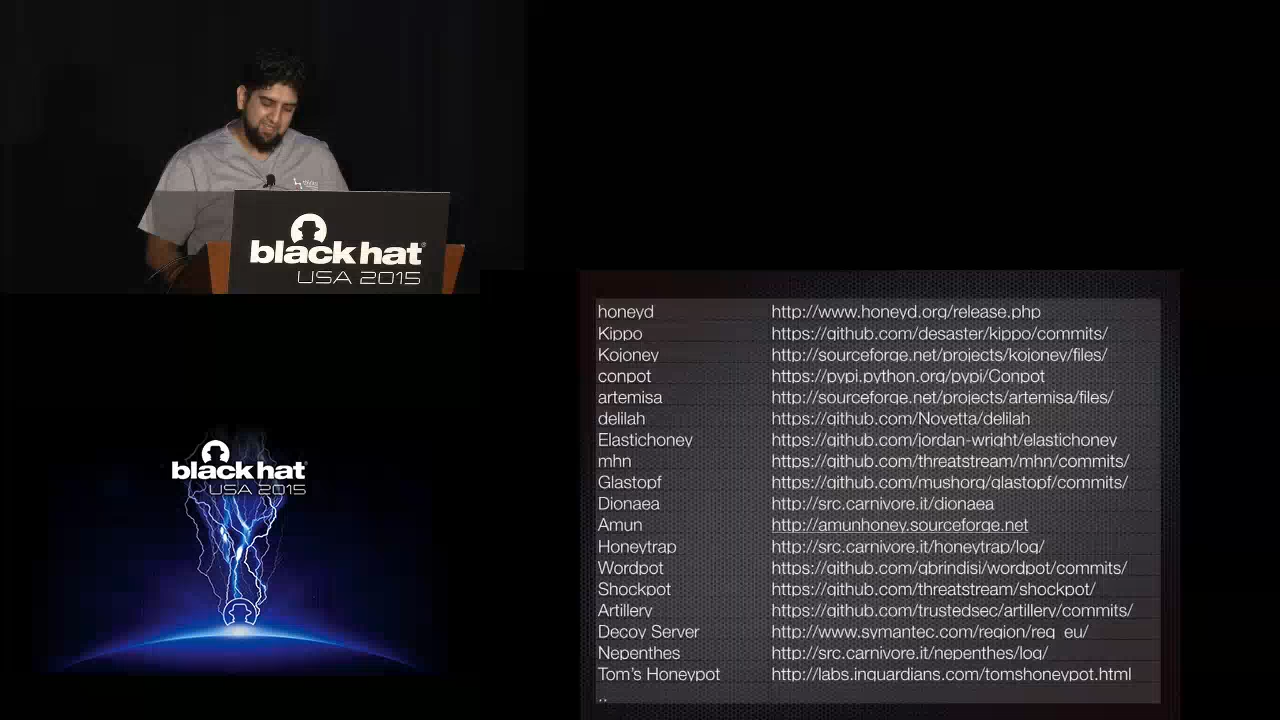 black hat
USA 2015
honeyd http://www.honeyd.org/release.php
Kippo https://github.com/desaster/kippo/commits/
Kojoney http://sourceforge.net/projects/kojoney/files/
conpot https://pypi.python.org/pypi/Conpot
artemisa http://sourceforge.net/projects/artemisa/files/
delilah https://github.com/Novetta/delilah
Elastichoney https://github.com/jordan-wright/elastichoney
mhn https://github.com/threatstream/mhn/commits/
Glastopf https://github.com/mushorg/glastopf/commits/
Dionaea http://src.carnivore.it/dionaea
Amun http://amunhoney.sourceforge.net
Honeytrap http://src.carnivore.it/honeytrap/log/
Wordpot https://github.com/gbrindisi/wordpot/commits/
Shockpot https://github.com/threatstream/shockpot/
Artillery https://github.com/trustedsec/artillery/commits/
Decoy Server http://www.symantec.com/region/reg_eu/
Nepenthes http://src.carnivore.it/nepenthes/log/
Tom's Honeypot http://labs.inguardians.com/tomshoneypot.html
..
black hat
USA 2015